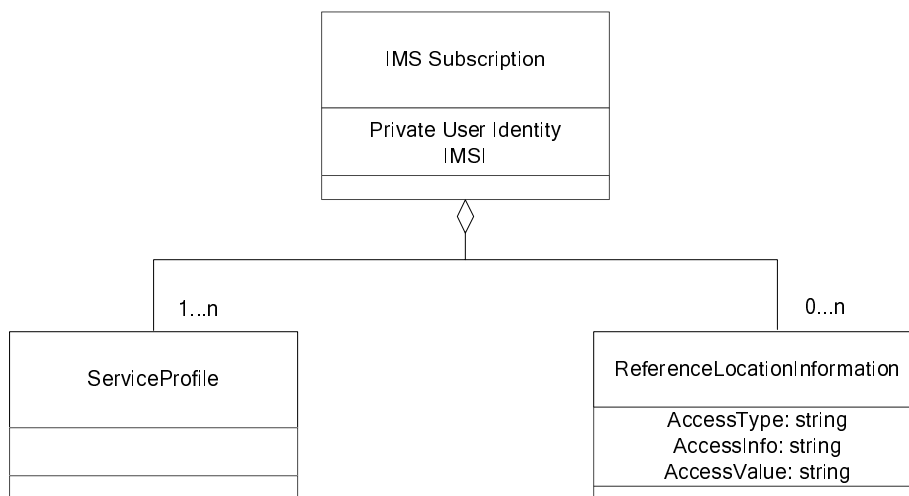 IMS Subscription
Private User Identity
IMSI
1...n
0...n
ServiceProfile
ReferenceLocationInformation
AccessType: string
AccessInfo: string
AccessValue: string